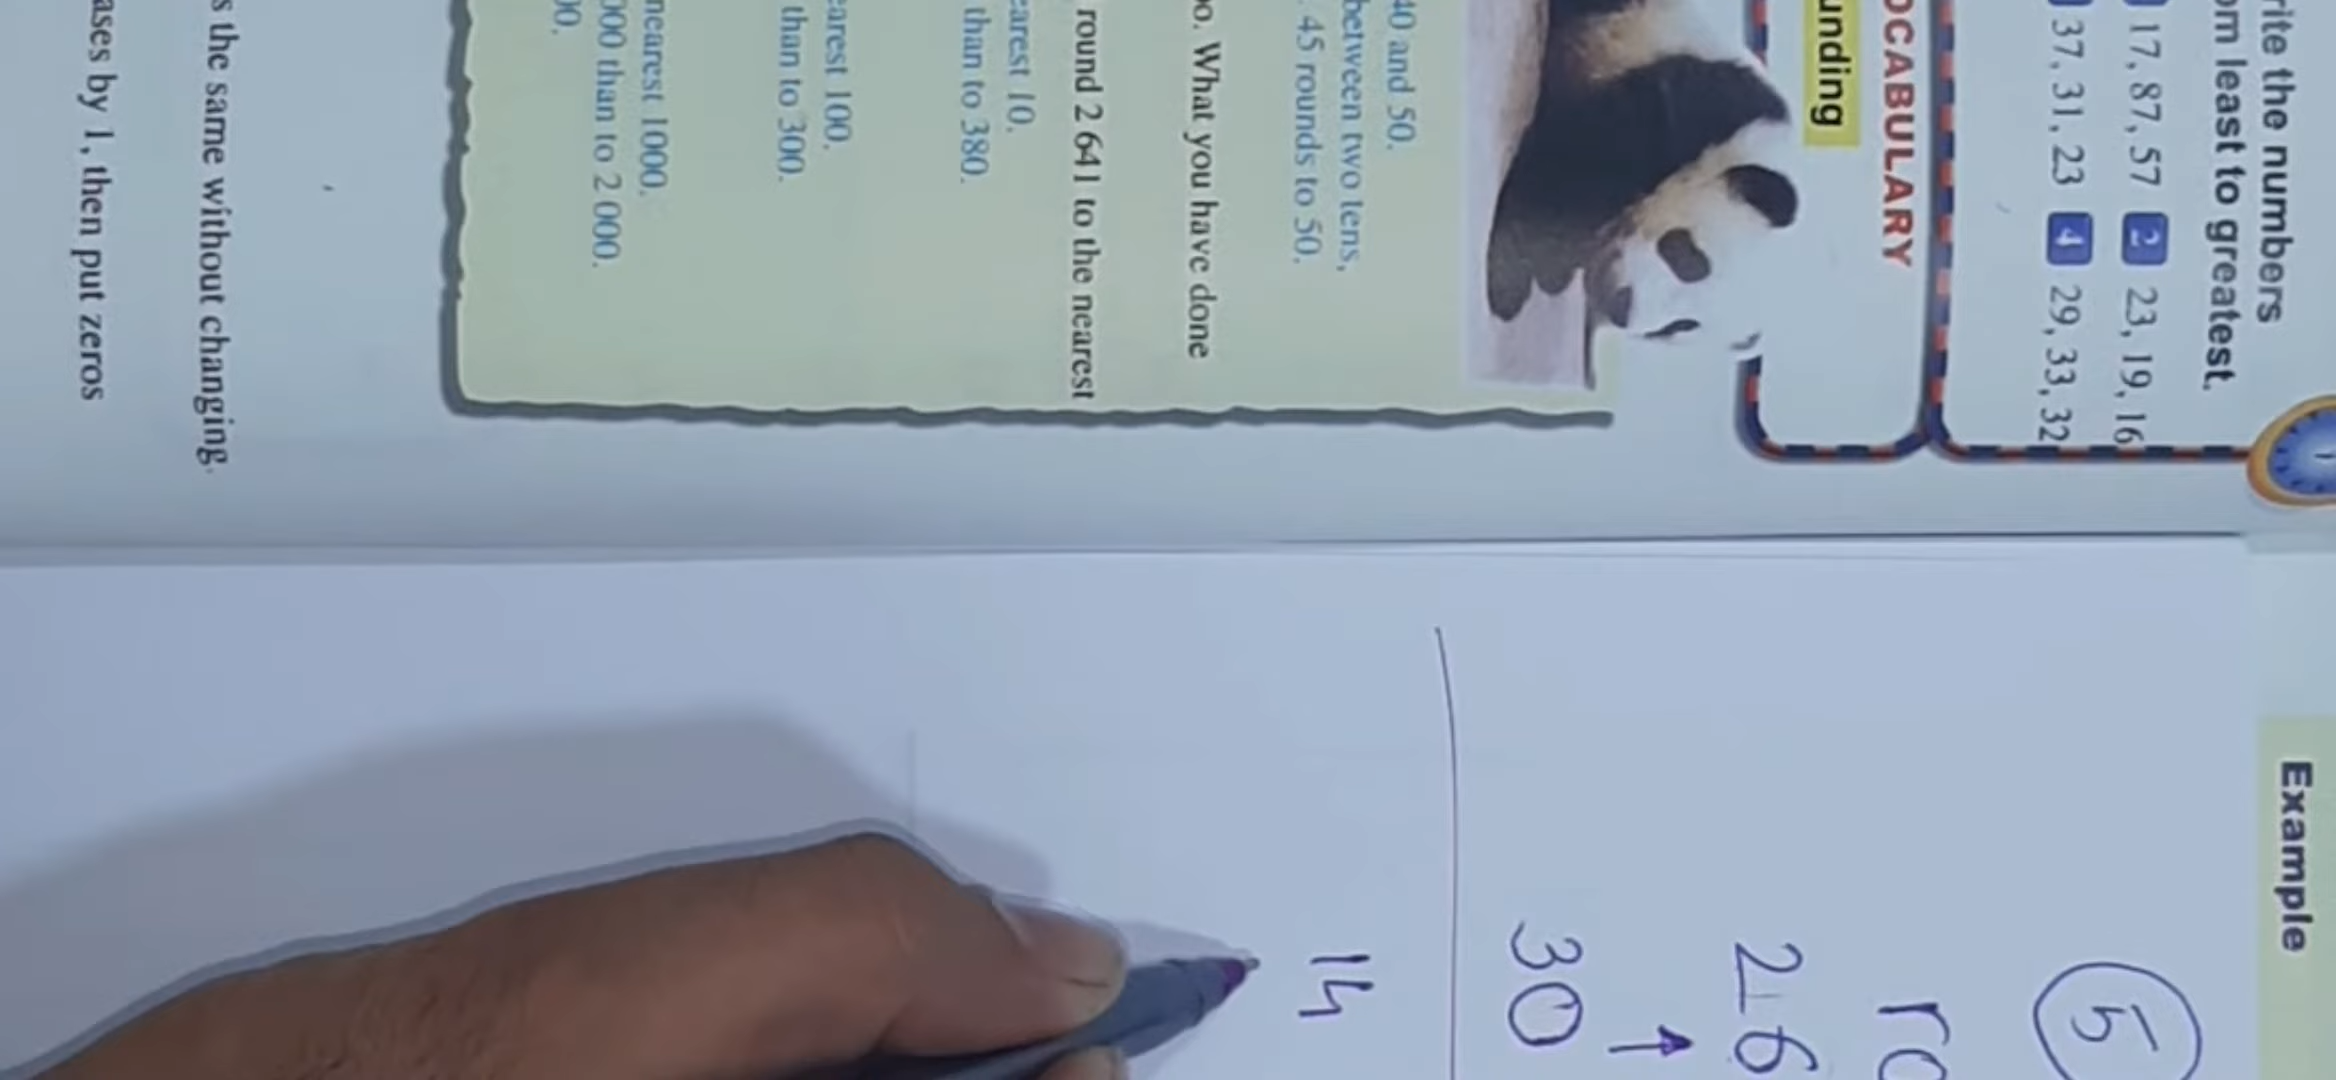 rite the numbers
om least to greatest.
17, 87, 57 2 23, 19, 16
37, 31, 23 4 29, 33, 32
OCABULARY
unding
40 and 50.
between two tens,
45 rounds to 50.
o. What you have done
round 2 641 to the nearest
earest 10.
than to 380.
earest 100.
than to 300.
nearest 1000.
000 than to 2 000.
00.
s the same without changing.
ases by 1, then put zeros
Example
5
ro
26
30
14